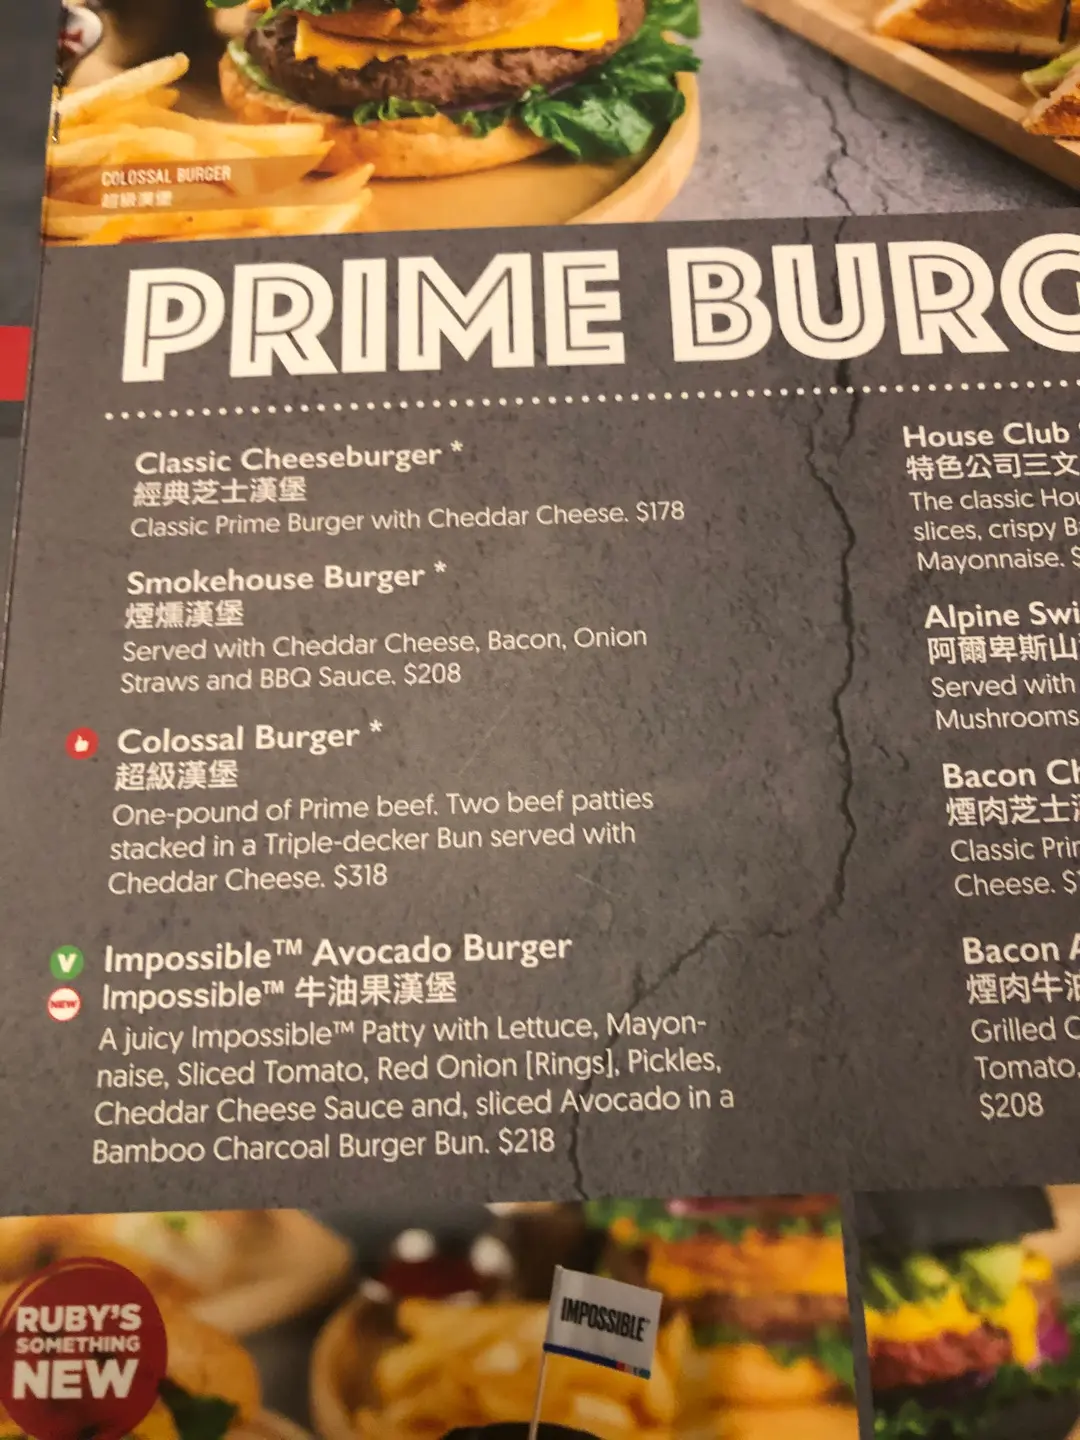 COLOSSAL BURGER
超級漢堡
PRIME BURG
Classic Cheeseburger *
經典芝士漢堡
Classic Prime Burger with Cheddar Cheese. $178
Smokehouse Burger *
煙燻漢堡
Served with Cheddar Cheese, Bacon, Onion
Straws and BBQ Sauce. $208
Colossal Burger *
超級漢堡
One-pound of Prime beef. Two beef patties
stacked in a Triple-decker Bun served with
Cheddar Cheese. $318
V
Impossible™ Avocado Burger
NEW
Impossible™ 牛油果漢堡
A juicy Impossible™ Patty with Lettuce, Mayon-
naise, Sliced Tomato, Red Onion [Rings], Pickles,
Cheddar Cheese Sauce and, sliced Avocado in a
Bamboo Charcoal Burger Bun. $218
House Club
特色公司三文
The classic Hou
slices, crispy B
Mayonnaise. $
Alpine Swi
阿爾卑斯山
Served with
Mushrooms
Bacon Ch
煙肉芝士
Classic Prim
Cheese. $
Bacon A
煙肉牛油
Grilled C
Tomato,
$208
RUBY'S
SOMETHING
NEW
IMPOSSIBLE